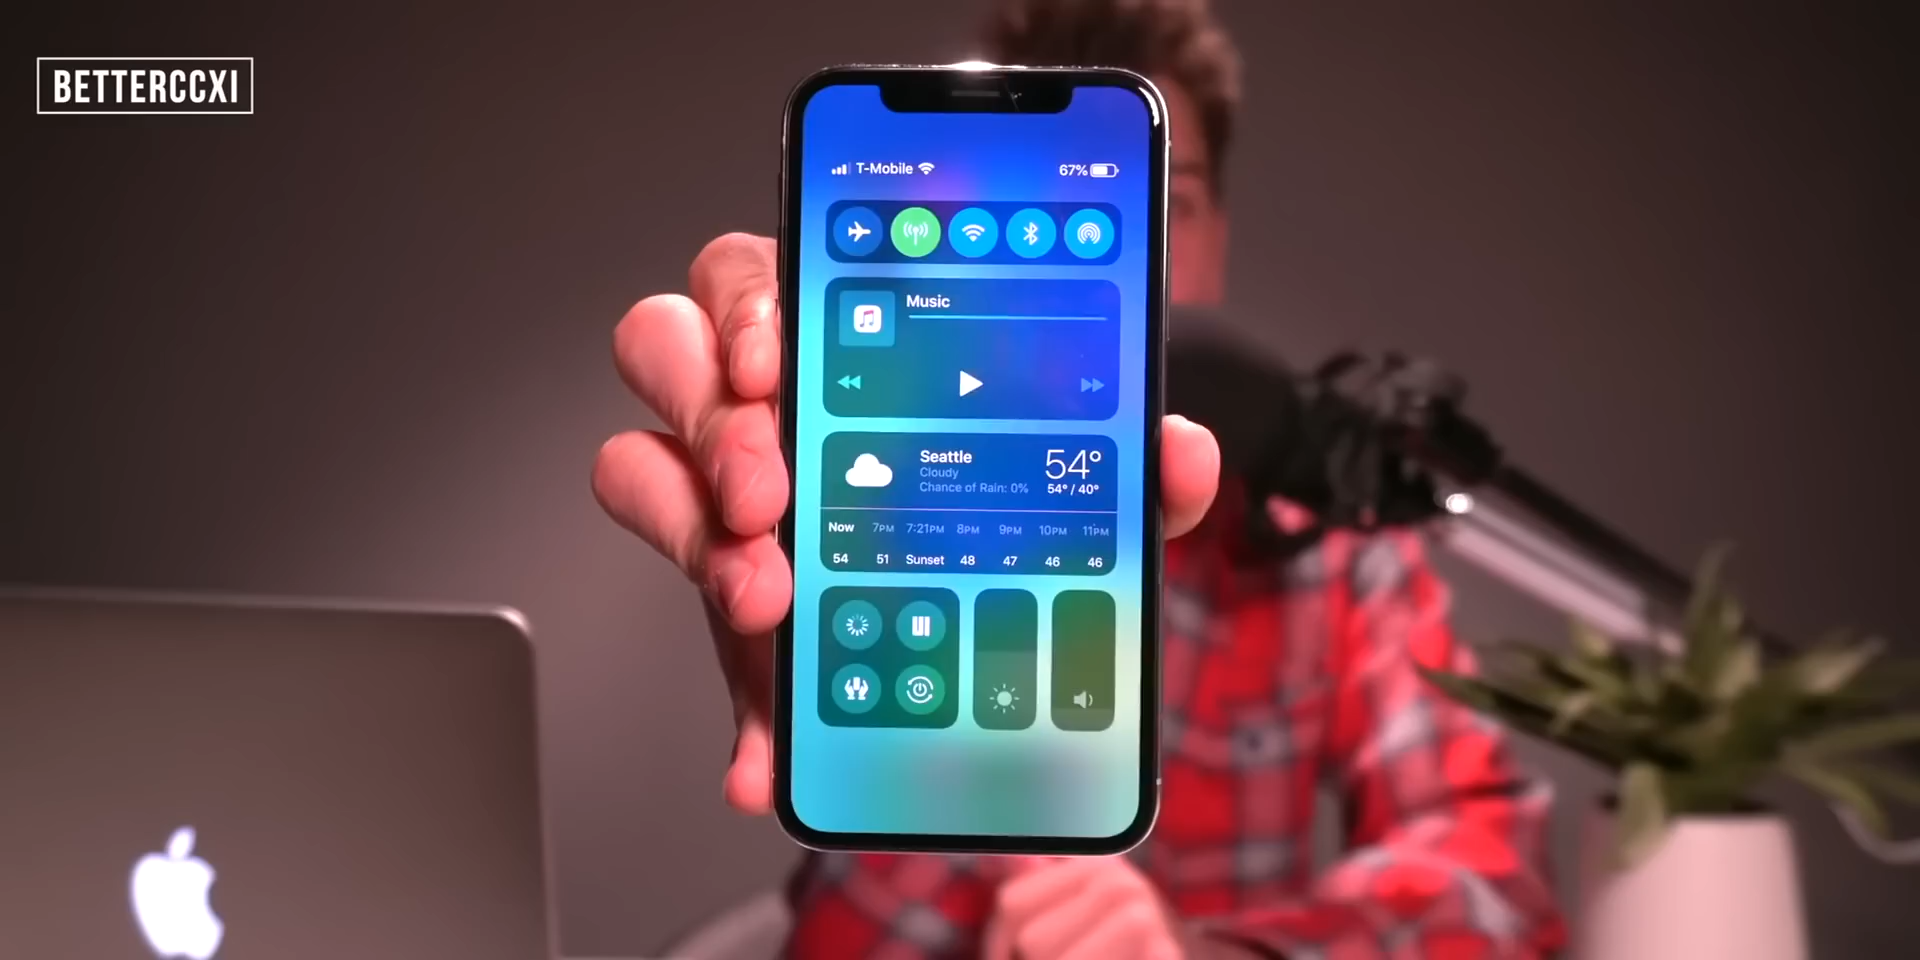 BETTERCCXI
T-Mobile
67%
Music
Seattle
Cloudy
Chance of Rain: 0%
54°
54° / 40°
Now 7PM 7:21PM 8PM 9PM 10PM 11PM
54 51 Sunset 48 47 46 46